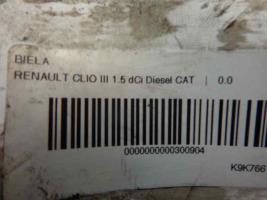 BIELA
RENAULT CLIO III 1.5 dCi Diesel CAT | 0.0
0000000000300904
K9K766